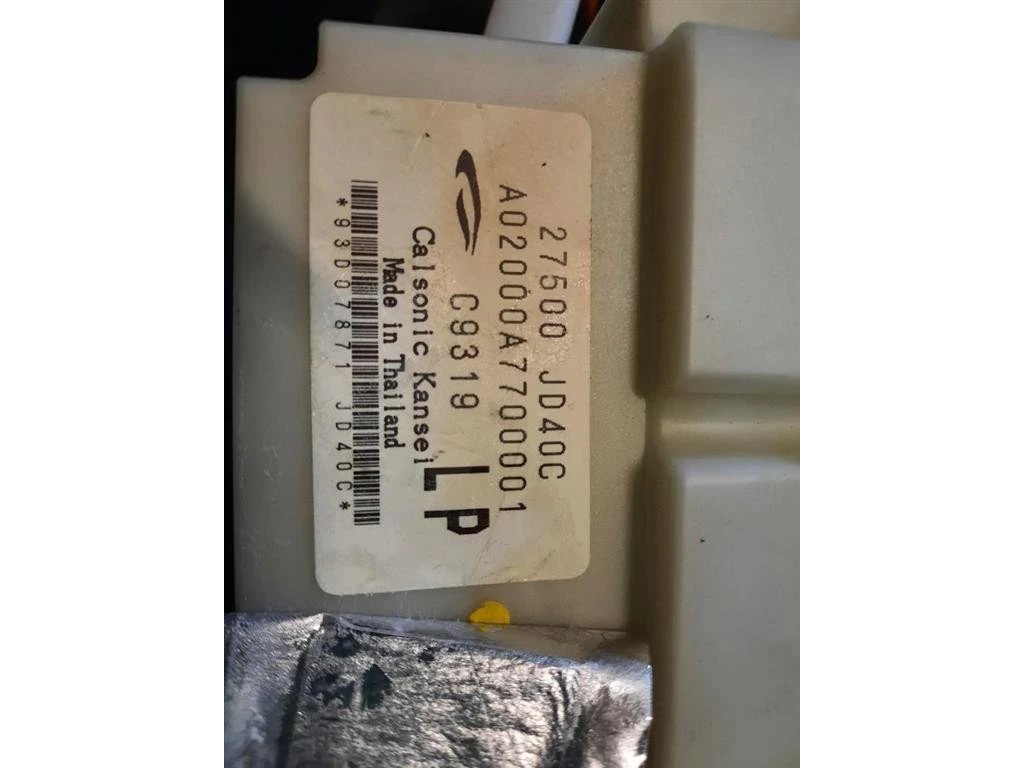 27500 JD40C
A02000A7700001
C9319
LP
Calsonic Kansei
Made in Thailand
*93D07871 JD40C*